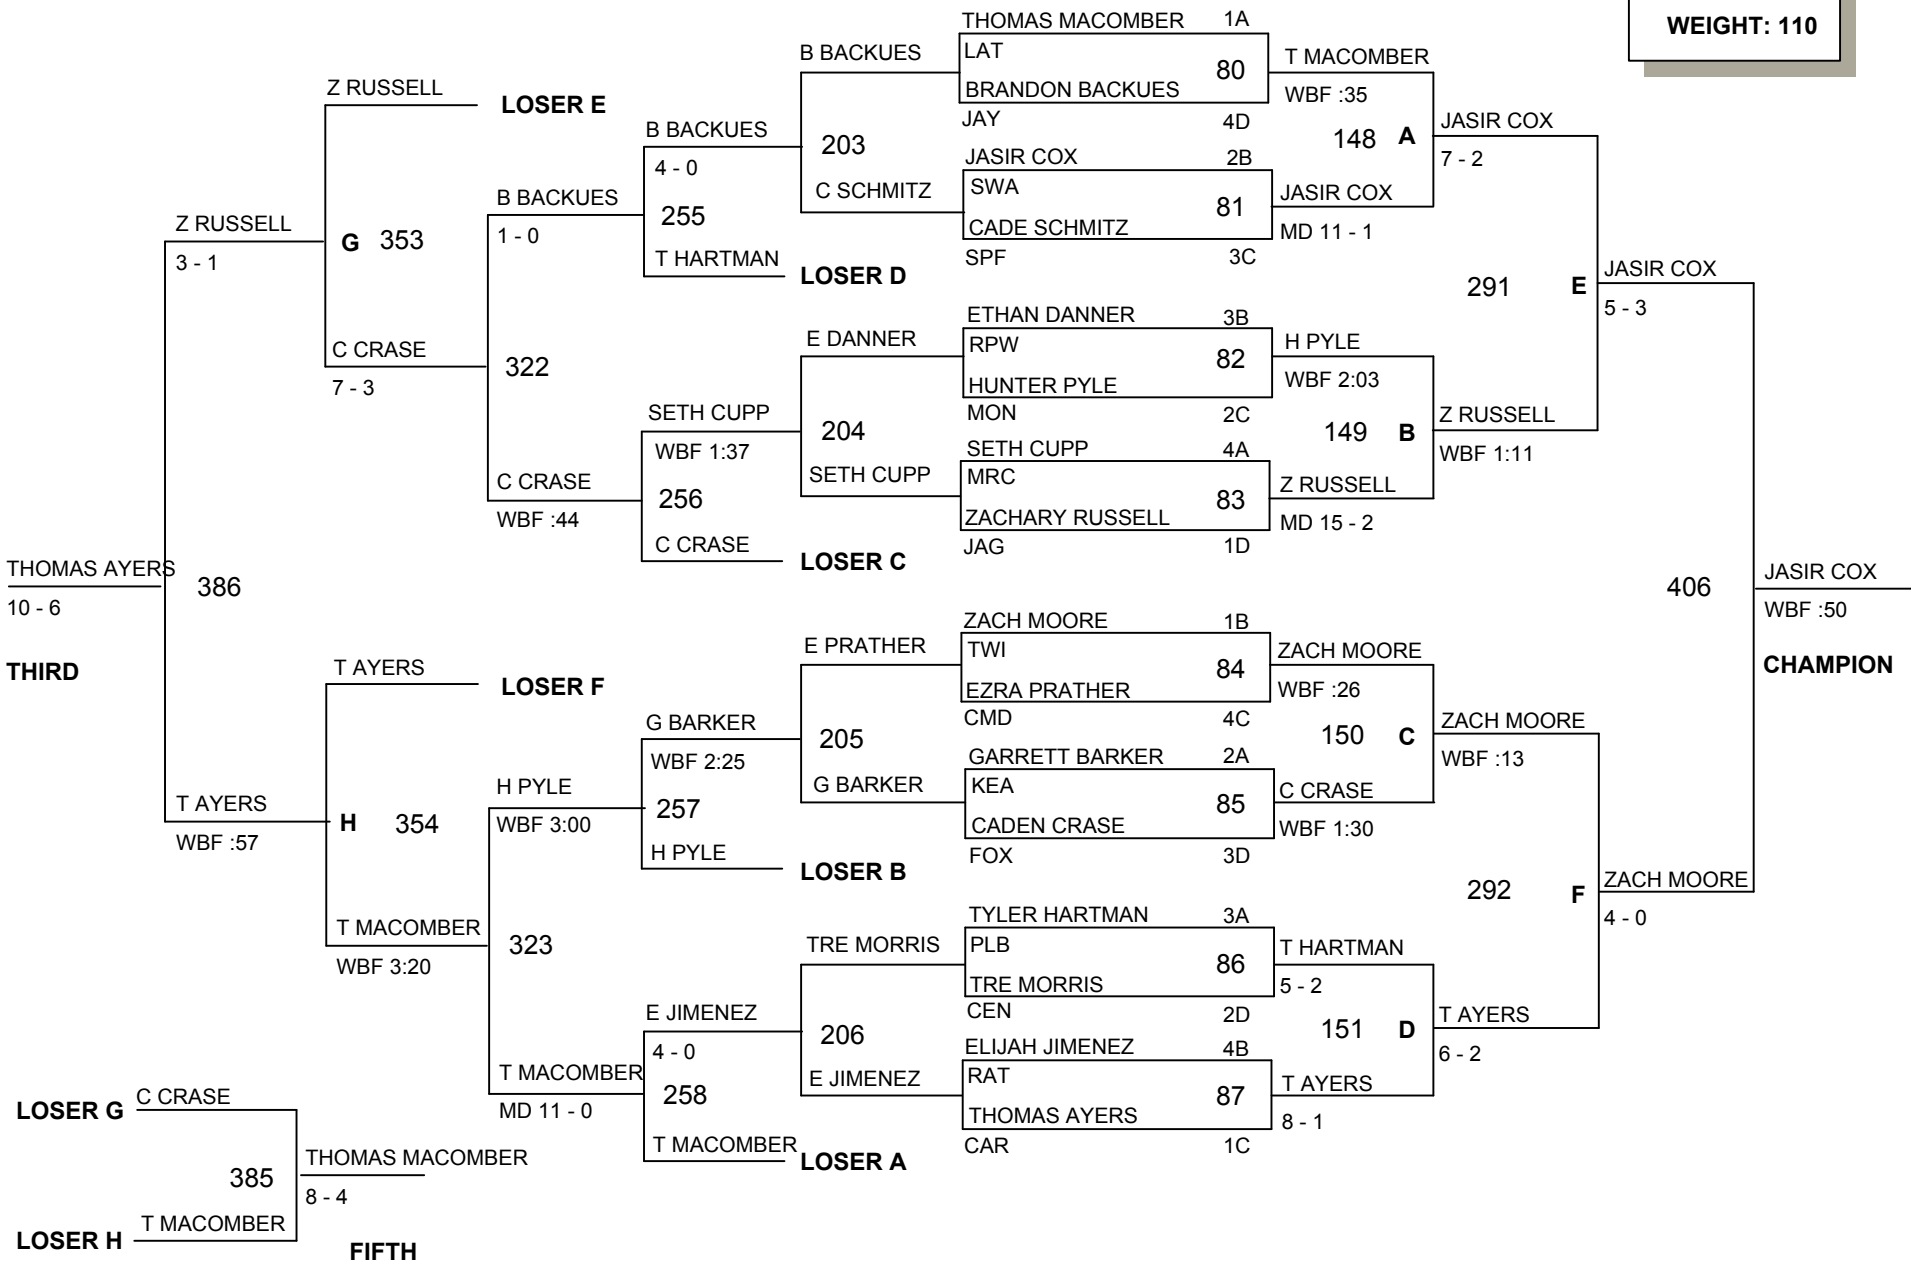 WEIGHT: 110
THOMAS MACOMBER 1A
LAT
80
BRANDON BACKUES
JAY 4D
JASIR COX 2B
SWA
81
CADE SCHMITZ
SPF 3C
ETHAN DANNER 3B
RPW
82
HUNTER PYLE
MON 2C
SETH CUPP 4A
MRC
83
ZACHARY RUSSELL
JAG 1D
ZACH MOORE 1B
TWI
84
EZRA PRATHER
CMD 4C
GARRETT BARKER 2A
KEA
85
CADEN CRASE
FOX 3D
TYLER HARTMAN 3A
PLB
86
TRE MORRIS
CEN 2D
ELIJAH JIMENEZ 4B
RAT
87
THOMAS AYERS
CAR 1C
T MACOMBER
WBF :35
148 A
JASIR COX
MD 11 - 1
H PYLE
WBF 2:03
149 B
Z RUSSELL
MD 15 - 2
ZACH MOORE
WBF :26
150 C
C CRASE
WBF 1:30
T HARTMAN
5 - 2
151 D
T AYERS
8 - 1
JASIR COX
7 - 2
291 E
Z RUSSELL
WBF 1:11
ZACH MOORE
WBF :13
292 F
T AYERS
6 - 2
JASIR COX
5 - 3
406
ZACH MOORE
4 - 0
JASIR COX
WBF :50
CHAMPION
B BACKUES
203
C SCHMITZ
E DANNER
204
SETH CUPP
E PRATHER
205
G BARKER
TRE MORRIS
206
E JIMENEZ
B BACKUES
4 - 0
255
T HARTMAN
LOSER D
SETH CUPP
WBF 1:37
256
C CRASE
LOSER C
G BARKER
WBF 2:25
257
H PYLE
LOSER B
E JIMENEZ
4 - 0
258
T MACOMBER
LOSER A
B BACKUES
1 - 0
322
C CRASE
WBF :44
H PYLE
WBF 3:00
323
T MACOMBER
MD 11 - 0
Z RUSSELL
LOSER E
G 353
C CRASE
7 - 3
T AYERS
LOSER F
H 354
T MACOMBER
WBF 3:20
Z RUSSELL
3 - 1
386
T AYERS
WBF :57
THOMAS AYERS
10 - 6
THIRD
LOSER G
C CRASE
385
LOSER H
T MACOMBER
THOMAS MACOMBER
8 - 4
FIFTH